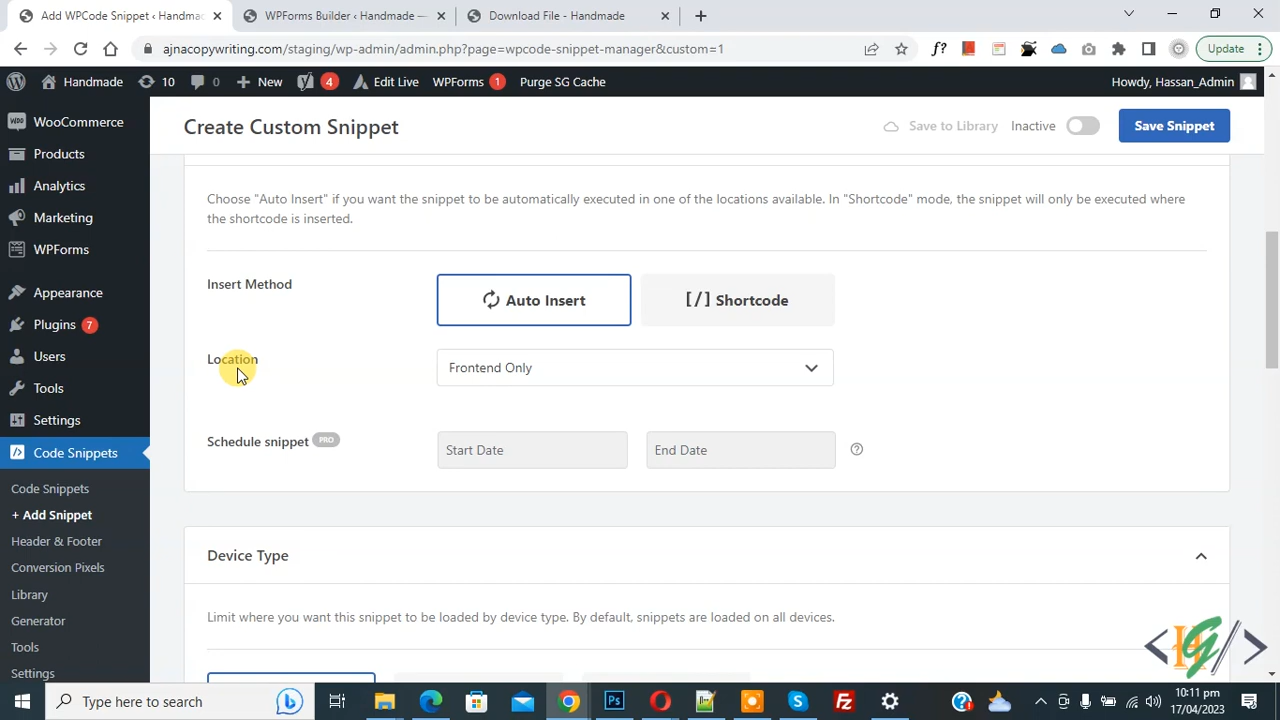 Add WPCode Snippet ‹ Handmad
WPForms Builder ‹ Handmade —
Download File - Handmade
ajnacopywriting.com/staging/wp-admin/admin.php?page=wpcode-snippet-manager&custom=1
f?
Update
Handmade
10
0
New
4
Edit Live
WPForms 1
Purge SG Cache
Howdy, Hassan_Admin
WooCommerce
Products
Analytics
Marketing
WPForms
Appearance
Plugins 7
Users
Tools
Settings
Code Snippets
Code Snippets
+ Add Snippet
Header & Footer
Conversion Pixels
Library
Generator
Tools
Settings
Create Custom Snippet
Save to Library
Inactive
Save Snippet
Choose "Auto Insert" if you want the snippet to be automatically executed in one of the locations available. In "Shortcode" mode, the snippet will only be executed where
the shortcode is inserted.
Insert Method
Auto Insert
[/] Shortcode
Location
Frontend Only
Schedule snippet PRO
Start Date
End Date
Device Type
Limit where you want this snippet to be loaded by device type. By default, snippets are loaded on all devices.
Type here to search
Ps
10:11 pm
17/04/2023